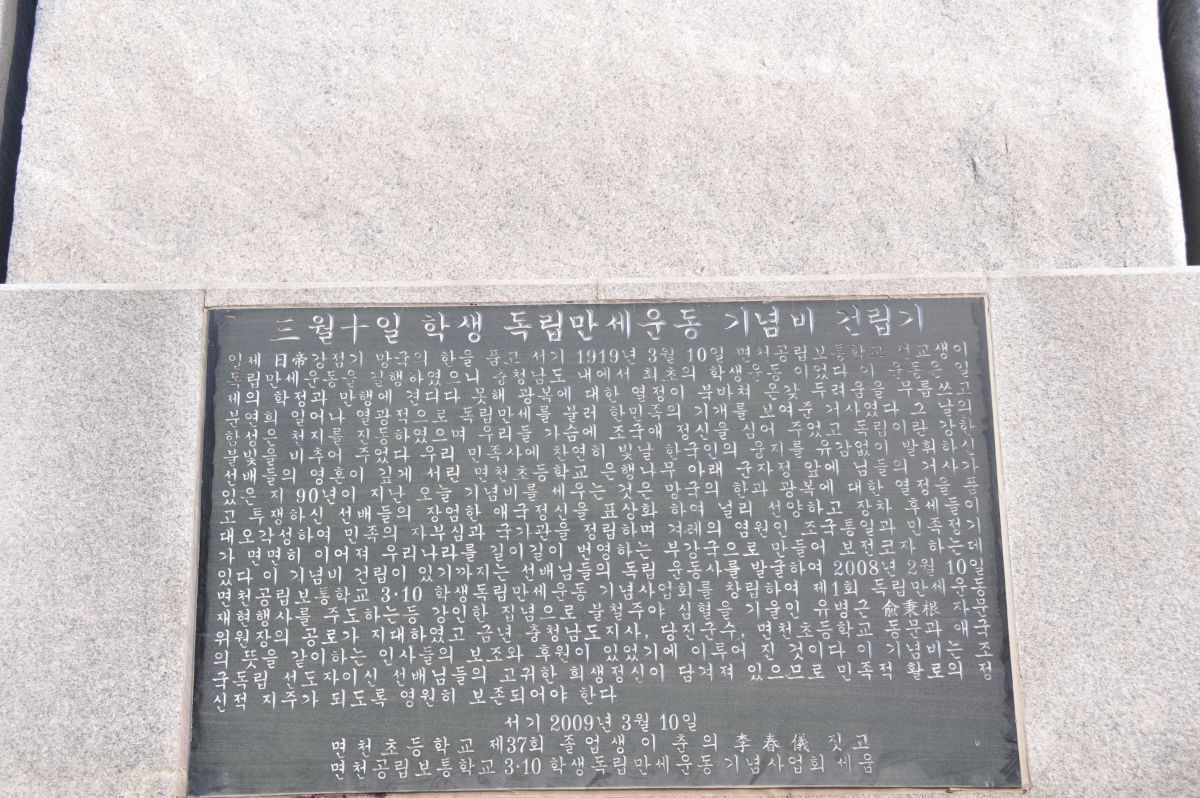 三월十일 학생 독립만세운동 기념비 건립기
일제 日帝강점기 망국의 한을 품고 서기 1919년 3월 10일 면천공립보통학교 전교생이
독립만세운동을 실행하였으니 충청남도 내에서 최초의 학생운동이었다 이 운동은 일
제의 학정과 만행에 견디다 못해 광복에 대한 열정이 북바쳐 온갖 두려움을 무릅쓰고
분연희 일어나 열광적으로 독립만세를 불러 한민족의 기개를 보여준 거사였다 그 날의
함성은 천지를 진동하였으며 우리들 가슴에 조국애 정신을 심어 주었고 독립이란 강한
불빛을 비추어 주었다 우리 민족사에 찬연히 빛날 한국인의 응지를 유감없이 발휘하신
선배들의 영혼이 깊게 서린 면천초등학교 은행나무 아래 군자정 앞에 님들의 거사가
있은 지 90년이 지난 오늘 기념비를 세우는 것은 망국의 한과 광복에 대한 열정을 품
고 투쟁하신 선배들의 장엄한 애국정신을 표상화 하여 널리 선양하고 장차 후세들이
대오각성하여 민족의 자부심과 국기관을 정립하며 겨레의 염원인 조국통일과 민족정기
가 면면히 이어져 우리나라를 길이길이 번영하는 부강국으로 만들어 보전코자 하는데
있다 이 기념비 건립이 있기까지는 선배님들의 독립 운동사를 발굴하여 2008년 2월 10일
면천공립보통학교 3·10 학생독립만세운동 기념사업회를 창립하여 제1회 독립만세운동
재현행사를 주도하는등 강인한 집념으로 불철주야 심혈을 기울인 유병근 兪秉根 자문
위원장의 공로가 지대하였고 금년 충청남도지사, 당진군수, 면천초등학교 동문과 애국
의 뜻을 같이하는 인사들의 보조와 후원이 있었기에 이루어 진 것이다 이 기념비는 조
국독립 선도자이신 선배님들의 고귀한 희생정신이 담겨져 있으므로 민족적 활로의 정
신적 지주가 되도록 영원히 보존되어야 한다
서기 2009년 3월 10일
면천초등학교 제37회 졸업생 이춘의 李春儀 짓고
면천공립보통학교 3·10 학생독립만세운동 기념사업회 세움